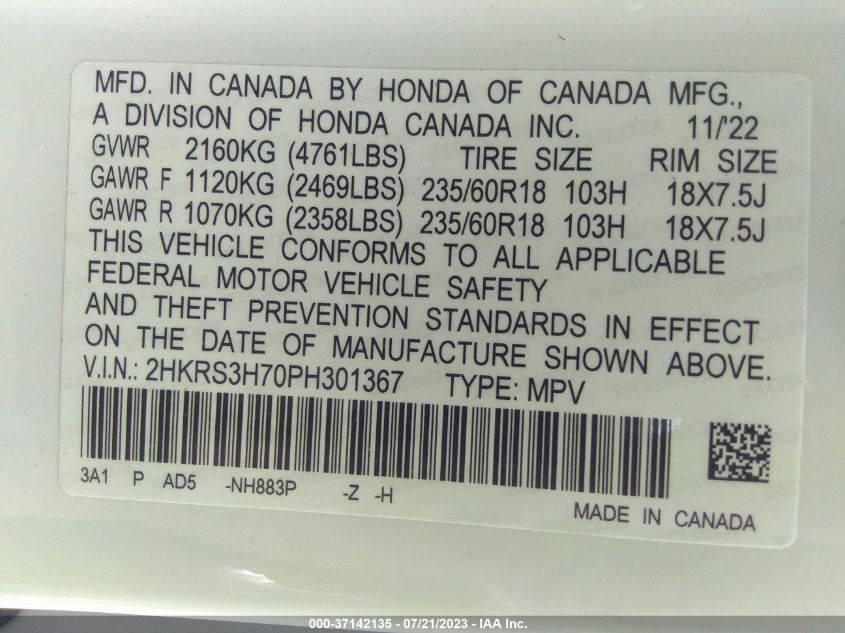 MFD. IN CANADA BY HONDA OF CANADA MFG.,
A DIVISION OF HONDA CANADA INC. 11/'22
GVWR 2160KG (4761LBS) TIRE SIZE RIM SIZE
GAWR F 1120KG (2469LBS) 235/60R18 103H 18X7.5J
GAWR R 1070KG (2358LBS) 235/60R18 103H 18X7.5J
THIS VEHICLE CONFORMS TO ALL APPLICABLE
FEDERAL MOTOR VEHICLE SAFETY
AND THEFT PREVENTION STANDARDS IN EFFECT
ON THE DATE OF MANUFACTURE SHOWN ABOVE.
V.I.N.: 2HKRS3H70PH301367 TYPE: MPV
3A1 P AD5 -NH883P -Z -H
MADE IN CANADA
000-37142135 - 07/21/2023 - IAA Inc.